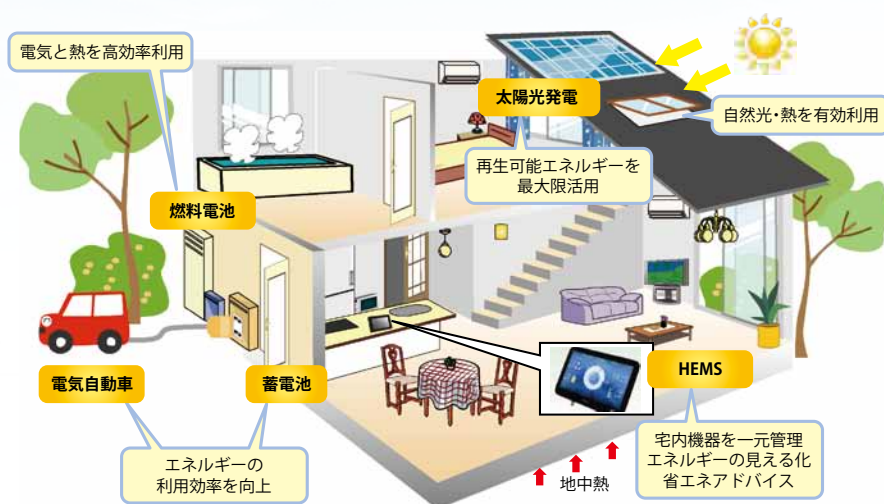 電気と熱を高効率利用
太陽光発電
自然光・熱を有効利用
再生可能エネルギーを
最大限活用
燃料電池
電気自動車
蓄電池
HEMS
エネルギーの
利用効率を向上
宅内機器を一元管理
エネルギーの見える化
省エネアドバイス
地中熱